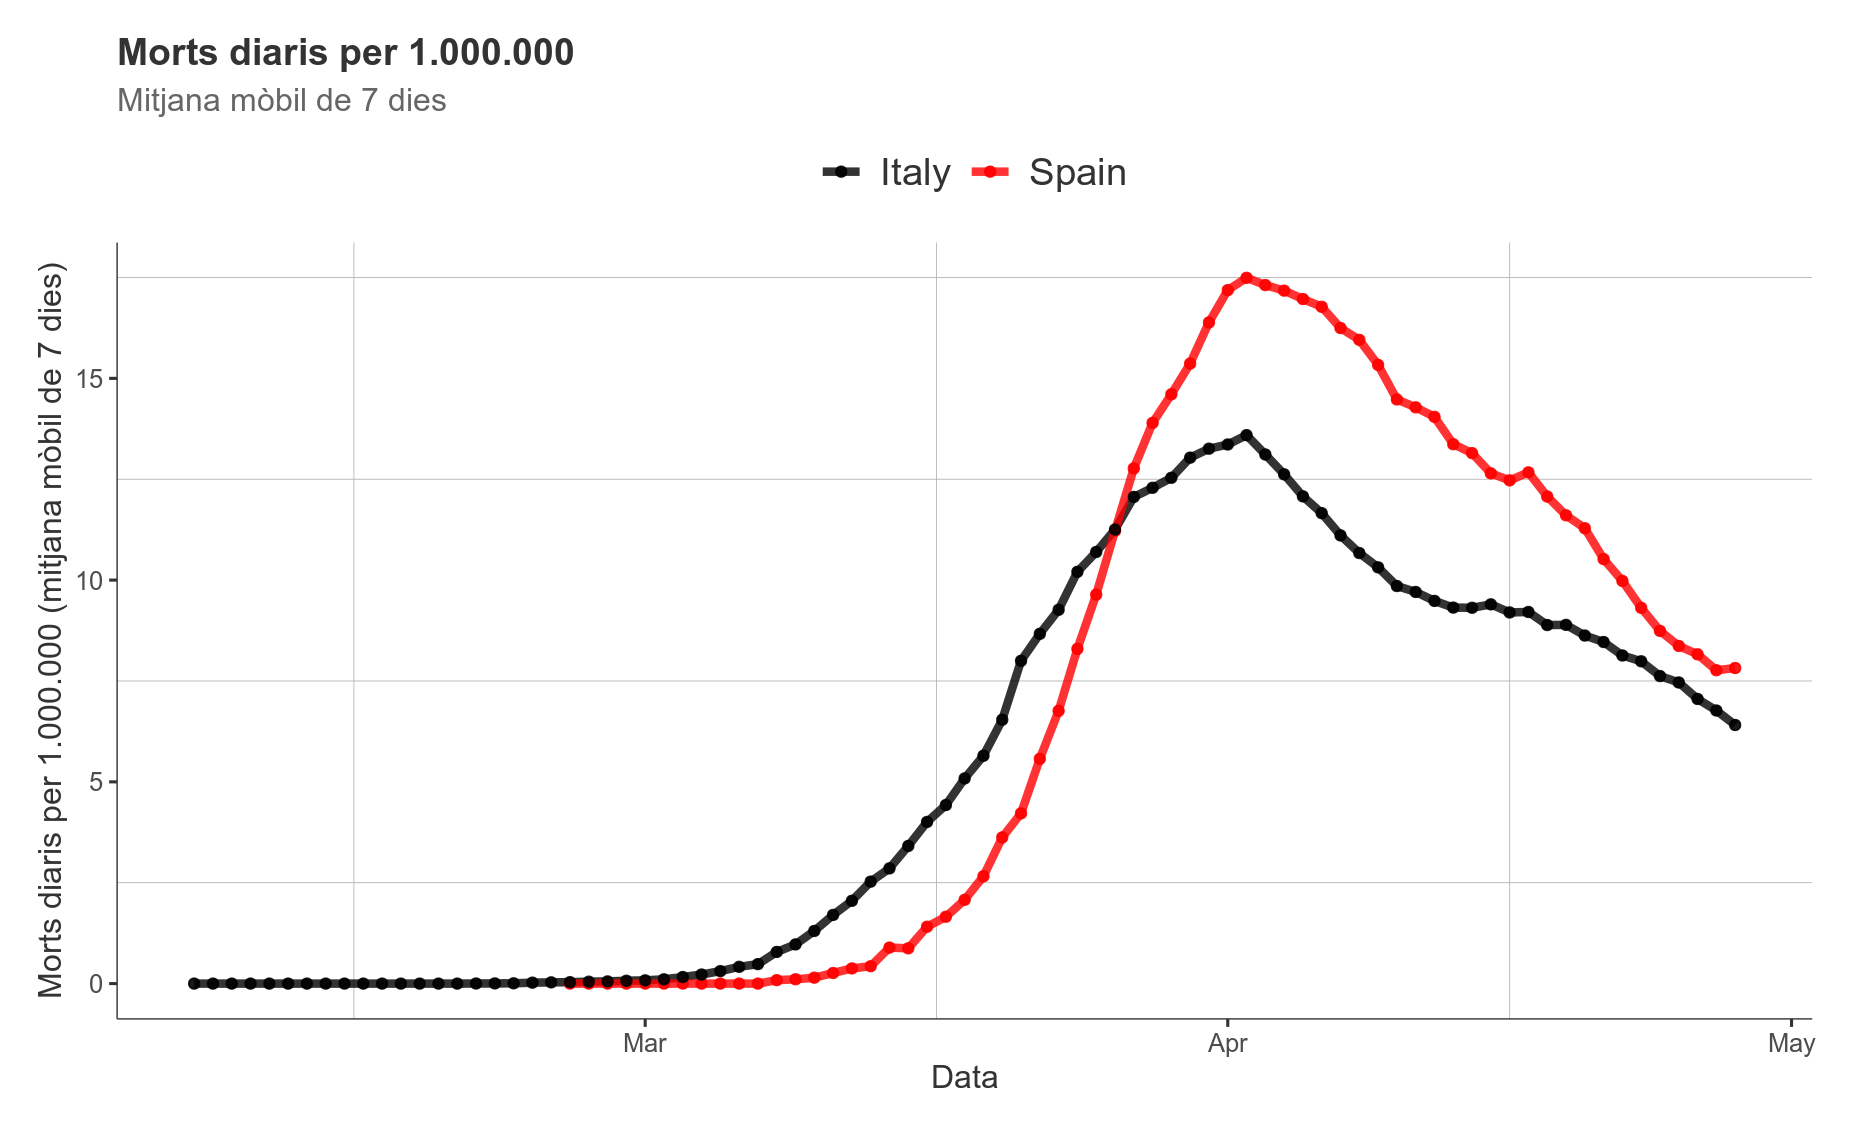 Morts diaris per 1.000.000
Mitjana mòbil de 7 dies
Italy Spain
Morts diaris per 1.000.000 (mitjana mòbil de 7 dies)
15
10
5
0
Mar Apr May
Data